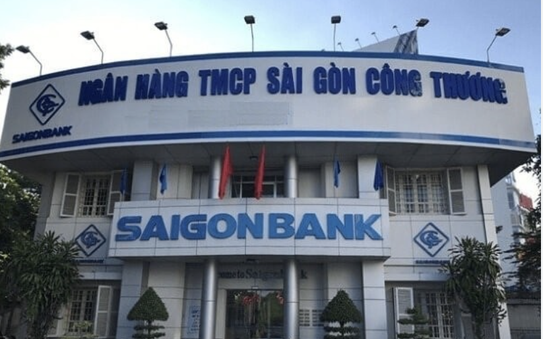 NGÂN HÀNG TMCP SÀI GÒN CÔNG THƯƠNG
SAIGONBANK
SAIGONBANK